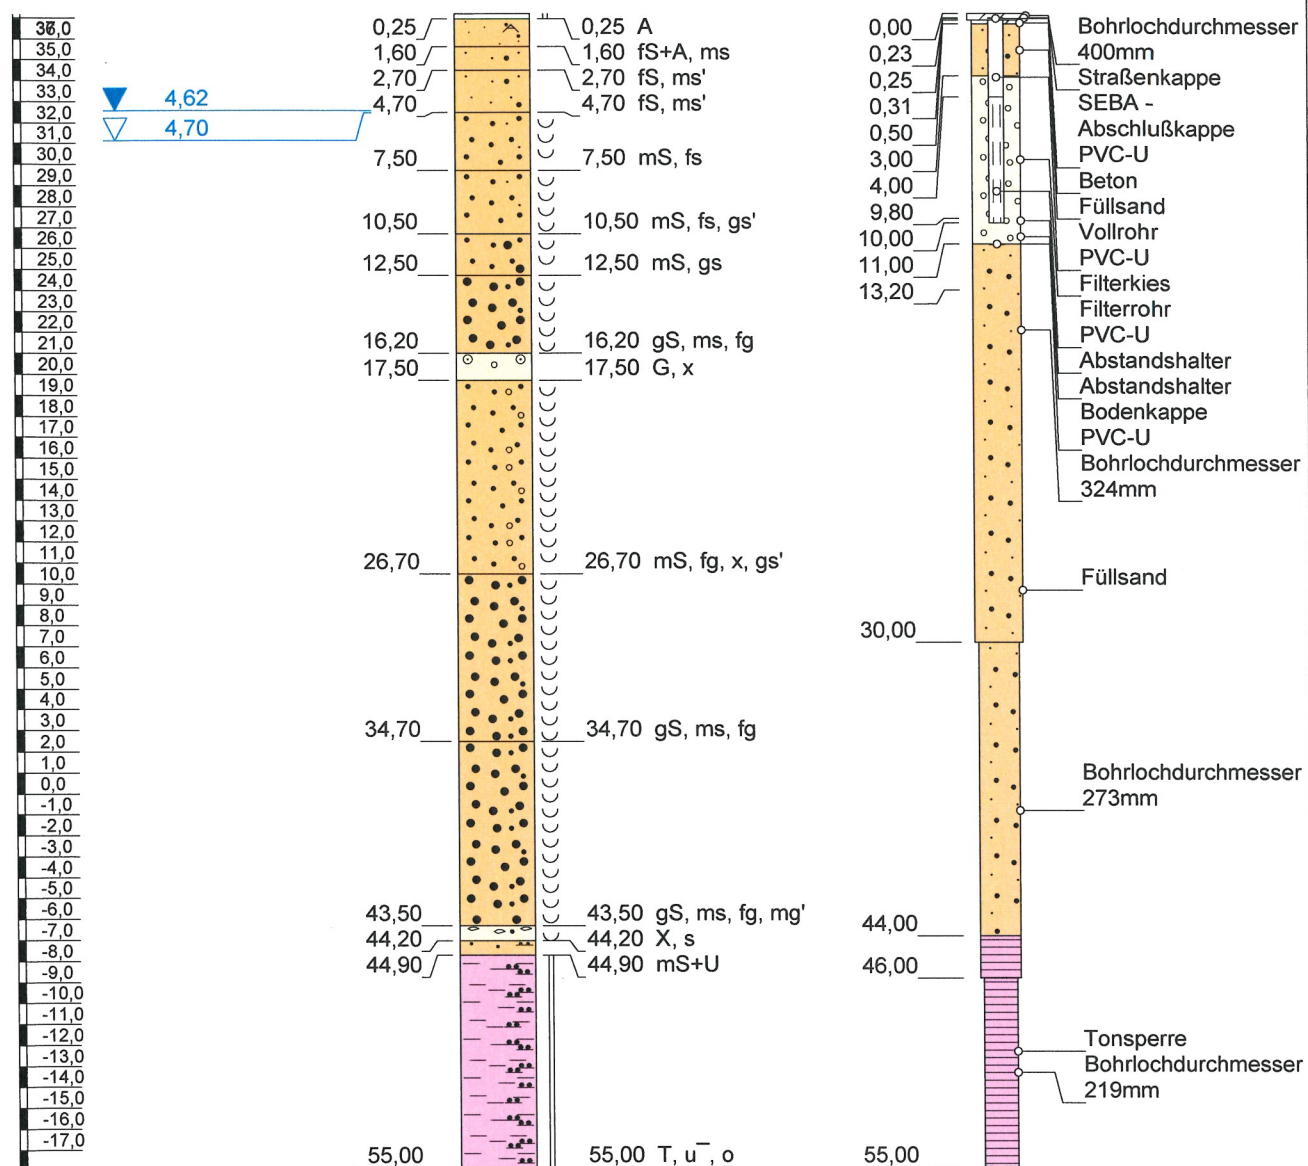 36,0
35,0
34,0
33,0
32,0
31,0
30,0
29,0
28,0
27,0
26,0
25,0
24,0
23,0
22,0
21,0
20,0
19,0
18,0
17,0
16,0
15,0
14,0
13,0
12,0
11,0
10,0
9,0
8,0
7,0
6,0
5,0
4,0
3,0
2,0
1,0
0,0
-1,0
-2,0
-3,0
-4,0
-5,0
-6,0
-7,0
-8,0
-9,0
-10,0
-11,0
-12,0
-13,0
-14,0
-15,0
-16,0
-17,0
4,62
4,70
0,25
1,60
2,70
4,70
7,50
10,50
12,50
16,20
17,50
26,70
34,70
43,50
44,20
44,90
55,00
0,25 A
1,60 fS+A, ms
2,70 fS, ms'
4,70 fS, ms'
7,50 mS, fs
10,50 mS, fs, gs'
12,50 mS, gs
16,20 gS, ms, fg
17,50 G, x
26,70 mS, fg, x, gs'
34,70 gS, ms, fg
43,50 gS, ms, fg, mg'
44,20 X, s
44,90 mS+U
55,00 T, u¯, o
0,00
0,23
0,25
0,31
0,50
3,00
4,00
9,80
10,00
11,00
13,20
30,00
44,00
46,00
55,00
Bohrlochdurchmesser
400mm
Straßenkappe
SEBA -
Abschlußkappe
PVC-U
Beton
Füllsand
Vollrohr
PVC-U
Filterkies
Filterrohr
PVC-U
Abstandshalter
Abstandshalter
Bodenkappe
PVC-U
Bohrlochdurchmesser
324mm
Füllsand
Bohrlochdurchmesser
273mm
Tonsperre
Bohrlochdurchmesser
219mm